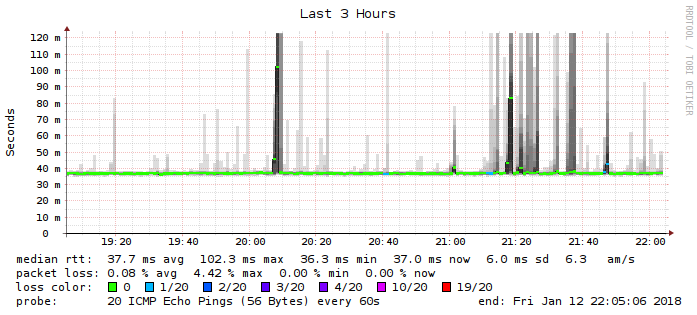 Last 3 Hours
RRDTOOL / TOBI OETIKER
Seconds
120 m
110 m
100 m
90 m
80 m
70 m
60 m
50 m
40 m
30 m
20 m
10 m
0
19:20 19:40 20:00 20:20 20:40 21:00 21:20 21:40 22:00
median rtt: 37.7 ms avg 102.3 ms max 36.3 ms min 37.0 ms now 6.0 ms sd 6.3 am/s
packet loss: 0.08 % avg 4.42 % max 0.00 % min 0.00 % now
loss color: 0 1/20 2/20 3/20 4/20 10/20 19/20
probe: 20 ICMP Echo Pings (56 Bytes) every 60s end: Fri Jan 12 22:05:06 2018